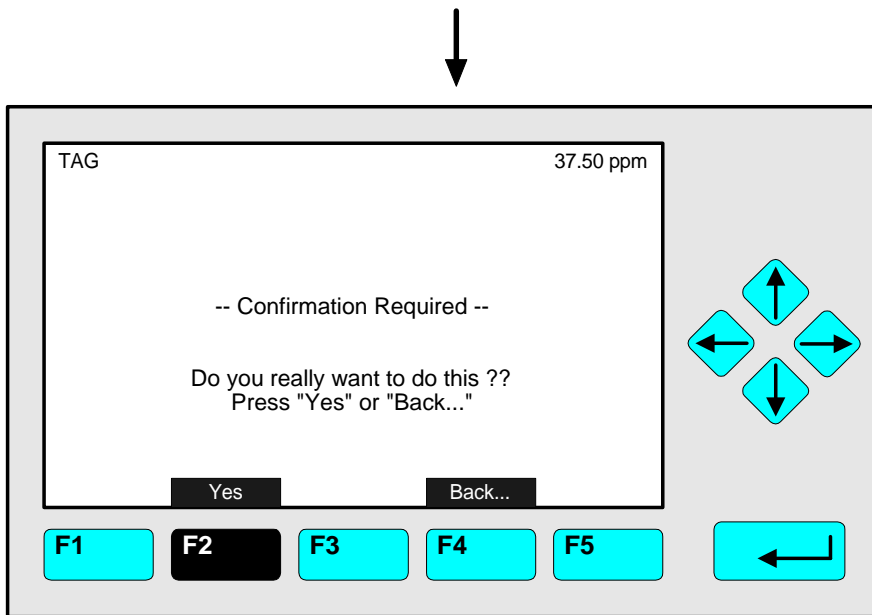 TAG 37.50 ppm
-- Confirmation Required --
Do you really want to do this ??
Press "Yes" or "Back..."
Yes Back...
F1 F2 F3 F4 F5